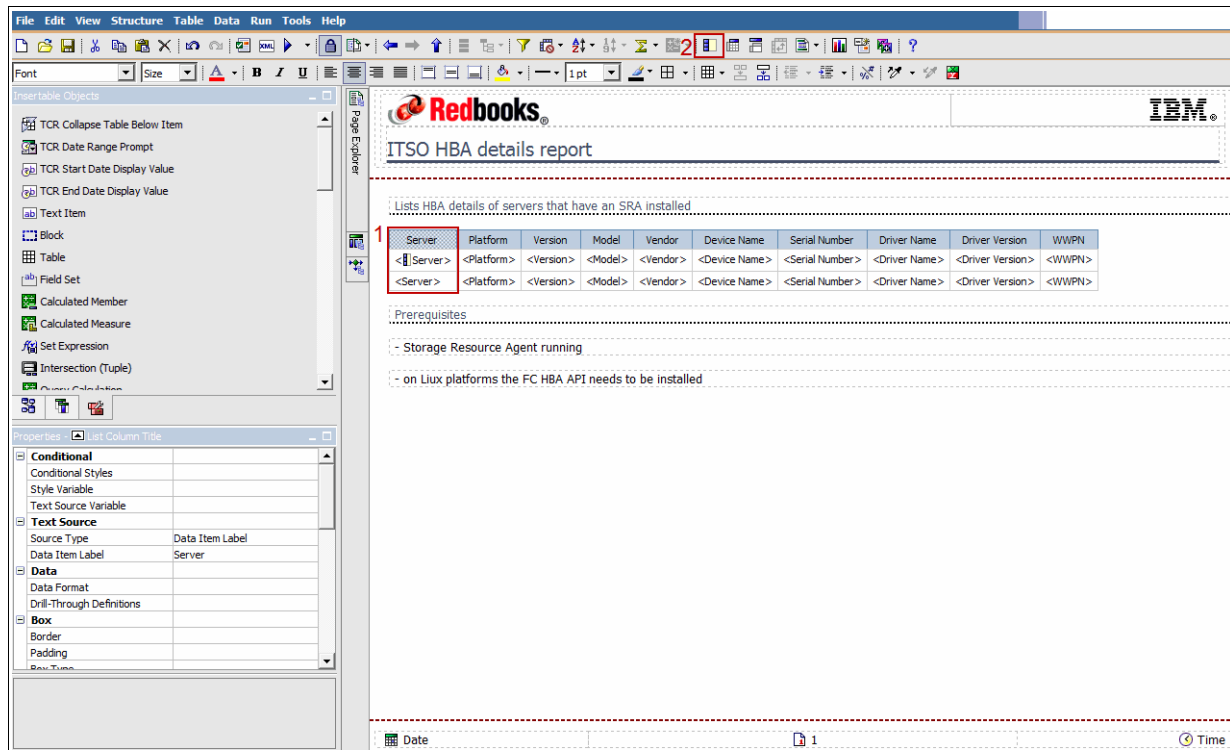 File Edit View Structure Table Data Run Tools Help
2
Font Size A B I U 1 pt
Insertable Objects
TCR Collapse Table Below Item
TCR Date Range Prompt
TCR Start Date Display Value
TCR End Date Display Value
Text Item
Block
Table
Field Set
Calculated Member
Calculated Measure
Set Expression
Intersection (Tuple)
Query Calculation
Properties - List Column Title
Conditional
Conditional Styles
Style Variable
Text Source Variable
Text Source
Source Type Data Item Label
Data Item Label Server
Data
Data Format
Drill-Through Definitions
Box
Border
Padding
Box Type
Page Explorer
Redbooks® IBM®
ITSO HBA details report
Lists HBA details of servers that have an SRA installed
1
Server Platform Version Model Vendor Device Name Serial Number Driver Name Driver Version WWPN
<Server> <Platform> <Version> <Model> <Vendor> <Device Name> <Serial Number> <Driver Name> <Driver Version> <WWPN>
<Server> <Platform> <Version> <Model> <Vendor> <Device Name> <Serial Number> <Driver Name> <Driver Version> <WWPN>
Prerequisites
- Storage Resource Agent running
- on Liux platforms the FC HBA API needs to be installed
Date 1 Time